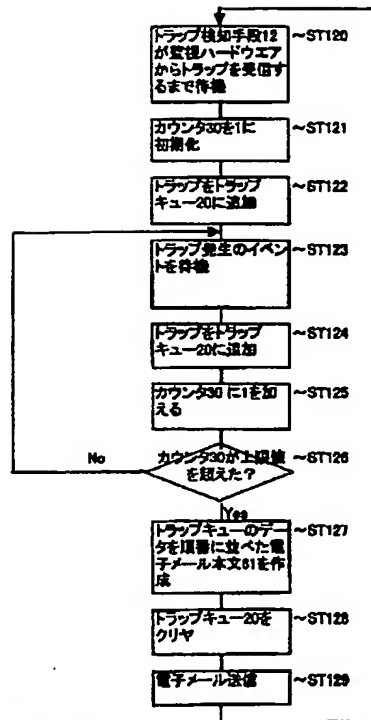 トラップ検知手段12 ~ST120
が監視ハードウエア
からトラップを受信す
るまで待機
カウンタ30を1に ~ST121
初期化
トラップをトラップ ~ST122
キュー20に追加
トラップ発生のイベン ~ST123
トを待機
トラップをトラップ ~ST124
キュー20に追加
カウンタ30 に1を加 ~ST125
える
No カウンタ30が上限値 ~ST126
を超えた?
Yes
トラップキューのデー ~ST127
タを順番に並べた電
子メール本文61を作
成
トラップキュー20を ~ST128
クリヤ
電子メール送信 ~ST129